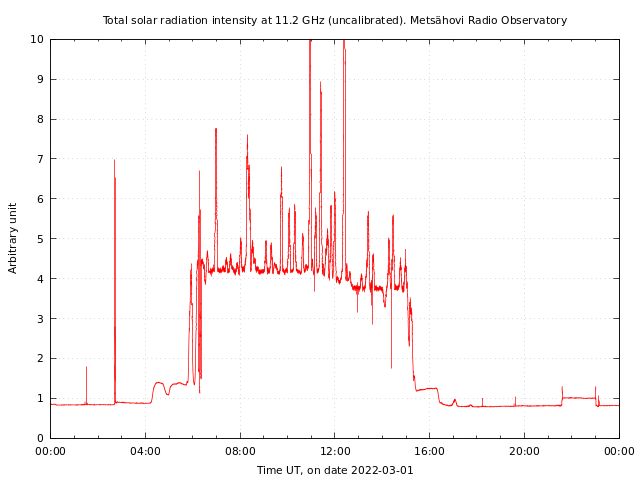 Total solar radiation intensity at 11.2 GHz (uncalibrated). Metsähovi Radio Observatory
10
9
8
7
6
5
4
3
2
1
0
Arbitrary unit
00:00 04:00 08:00 12:00 16:00 20:00 00:00
Time UT, on date 2022-03-01